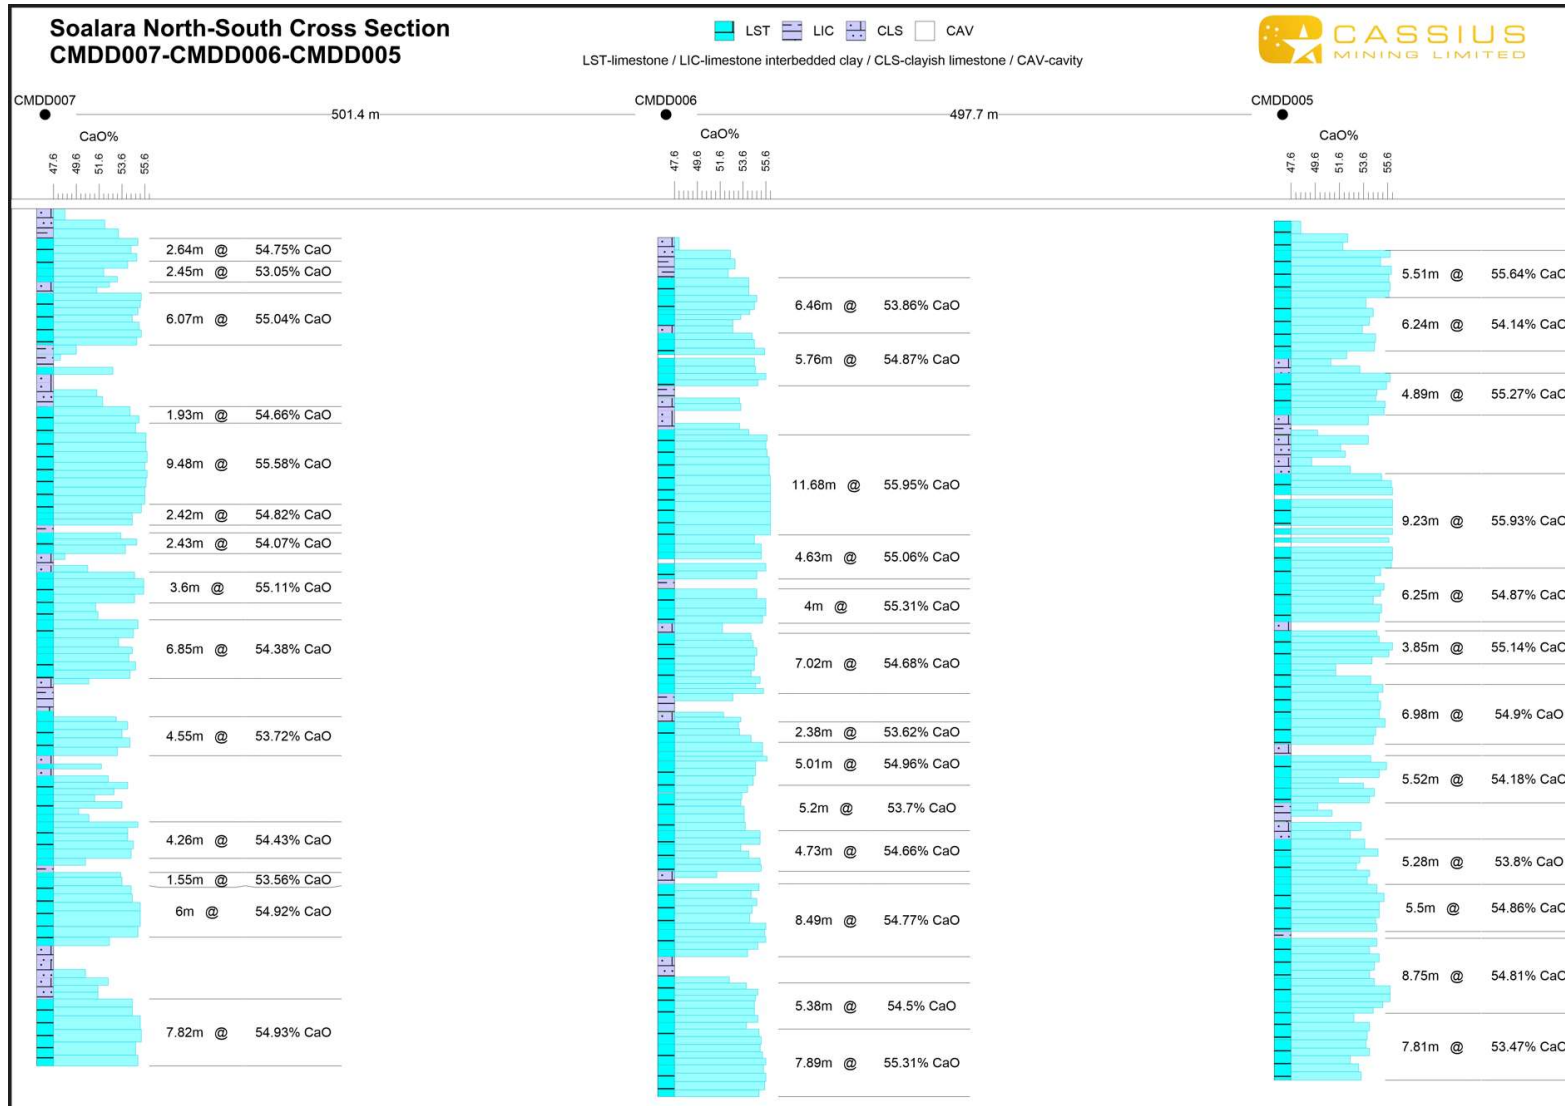 Soalara North-South Cross Section
CMDD007-CMDD006-CMDD005
LST LIC CLS CAV
LST-limestone / LIC-limestone interbedded clay / CLS-clayish limestone / CAV-cavity
CASSIUS
MINING LIMITED
CMDD007
501.4 m
CMDD006
497.7 m
CMDD005
CaO%
47.6 49.6 51.6 53.6 55.6
2.64m @ 54.75% CaO
2.45m @ 53.05% CaO
6.07m @ 55.04% CaO
1.93m @ 54.66% CaO
9.48m @ 55.58% CaO
2.42m @ 54.82% CaO
2.43m @ 54.07% CaO
3.6m @ 55.11% CaO
6.85m @ 54.38% CaO
4.55m @ 53.72% CaO
4.26m @ 54.43% CaO
1.55m @ 53.56% CaO
6m @ 54.92% CaO
7.82m @ 54.93% CaO
CaO%
47.6 49.6 51.6 53.6 55.6
6.46m @ 53.86% CaO
5.76m @ 54.87% CaO
11.68m @ 55.95% CaO
4.63m @ 55.06% CaO
4m @ 55.31% CaO
7.02m @ 54.68% CaO
2.38m @ 53.62% CaO
5.01m @ 54.96% CaO
5.2m @ 53.7% CaO
4.73m @ 54.66% CaO
8.49m @ 54.77% CaO
5.38m @ 54.5% CaO
7.89m @ 55.31% CaO
CaO%
47.6 49.6 51.6 53.6 55.6
5.51m @ 55.64% CaO
6.24m @ 54.14% CaO
4.89m @ 55.27% CaO
9.23m @ 55.93% CaO
6.25m @ 54.87% CaO
3.85m @ 55.14% CaO
6.98m @ 54.9% CaO
5.52m @ 54.18% CaO
5.28m @ 53.8% CaO
5.5m @ 54.86% CaO
8.75m @ 54.81% CaO
7.81m @ 53.47% CaO